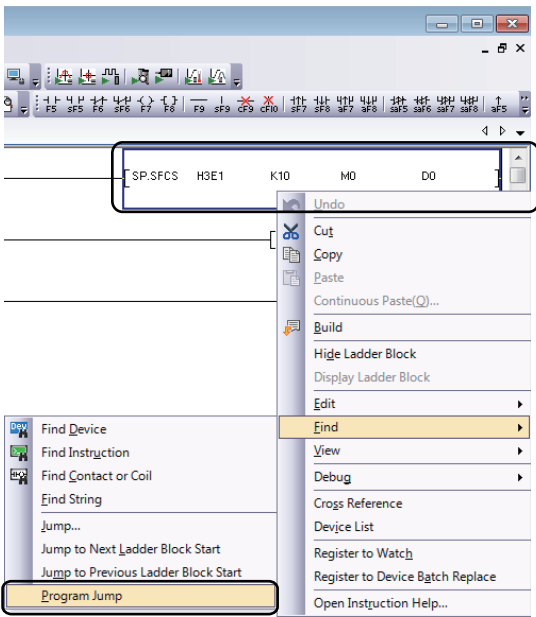 F5 sF5 F6 sF6 F7 F8 F9 sF9 cF9 cF10 sF7 sF8 aF7 aF8 saF5 saF6 saF7 saF8 aF5
SP.SFCS H3E1 K10 M0 D0
Undo
Cut
Copy
Paste
Continuous Paste(Q)...
Build
Hide Ladder Block
Display Ladder Block
Edit
Find
View
Debug
Cross Reference
Device List
Register to Watch
Register to Device Batch Replace
Open Instruction Help...
Dev
Find Device
Find Instruction
Find Contact or Coil
Find String
Jump...
Jump to Next Ladder Block Start
Jump to Previous Ladder Block Start
Program Jump